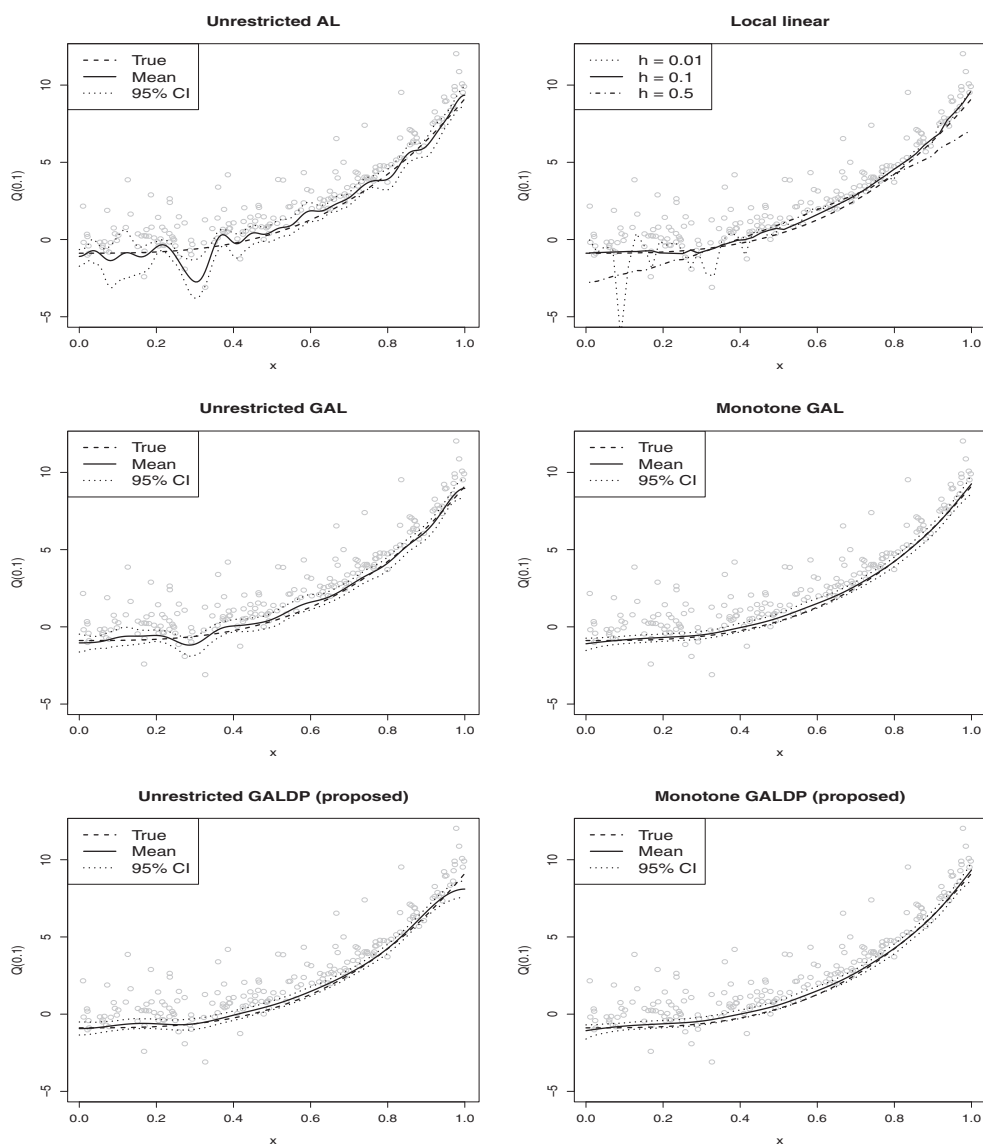 Unrestricted AL
True
Mean
95% CI
Q(0.1)
10
5
0
-5
0.0 0.2 0.4 0.6 0.8 1.0
x
Local linear
h = 0.01
h = 0.1
h = 0.5
Q(0.1)
10
5
0
-5
0.0 0.2 0.4 0.6 0.8 1.0
x
Unrestricted GAL
True
Mean
95% CI
Q(0.1)
10
5
0
-5
0.0 0.2 0.4 0.6 0.8 1.0
x
Monotone GAL
True
Mean
95% CI
Q(0.1)
10
5
0
-5
0.0 0.2 0.4 0.6 0.8 1.0
x
Unrestricted GALDP (proposed)
True
Mean
95% CI
Q(0.1)
10
5
0
-5
0.0 0.2 0.4 0.6 0.8 1.0
x
Monotone GALDP (proposed)
True
Mean
95% CI
Q(0.1)
10
5
0
-5
0.0 0.2 0.4 0.6 0.8 1.0
x